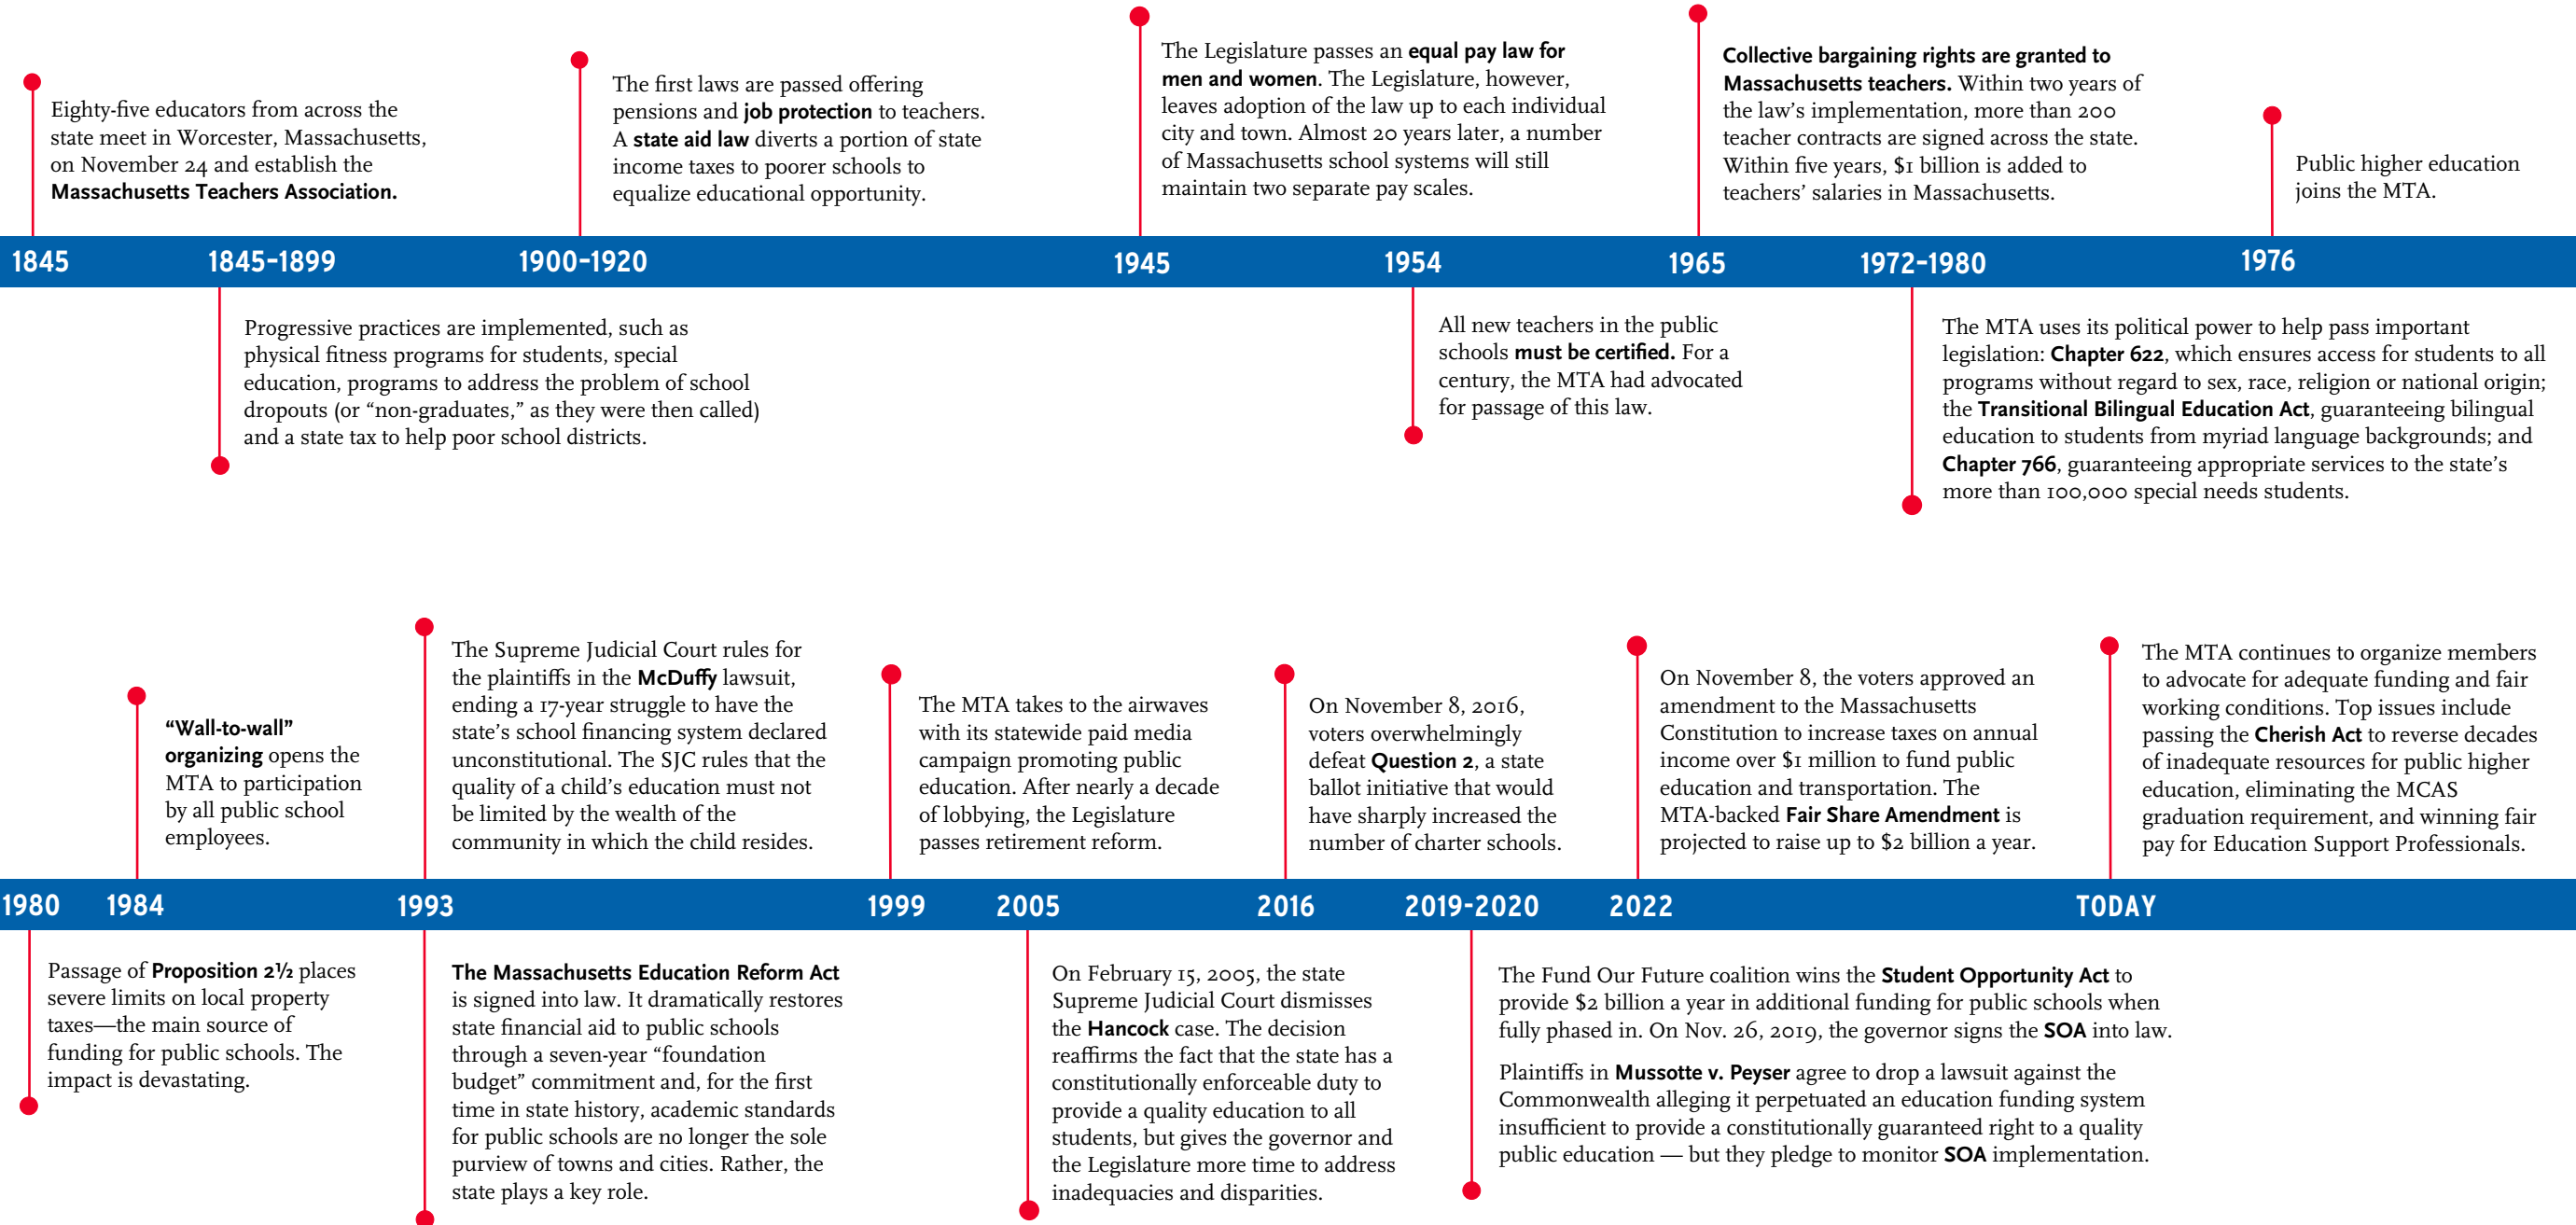 Eighty-five educators from across the
state meet in Worcester, Massachusetts,
on November 24 and establish the
Massachusetts Teachers Association.
The first laws are passed offering
pensions and job protection to teachers.
A state aid law diverts a portion of state
income taxes to poorer schools to
equalize educational opportunity.
The Legislature passes an equal pay law for
men and women. The Legislature, however,
leaves adoption of the law up to each individual
city and town. Almost 20 years later, a number
of Massachusetts school systems will still
maintain two separate pay scales.
Collective bargaining rights are granted to
Massachusetts teachers. Within two years of
the law’s implementation, more than 200
teacher contracts are signed across the state.
Within five years, $1 billion is added to
teachers’ salaries in Massachusetts.
Public higher education
joins the MTA.
1845 1845–1899 1900–1920 1945 1954 1965 1972–1980 1976
Progressive practices are implemented, such as
physical fitness programs for students, special
education, programs to address the problem of school
dropouts (or “non-graduates,” as they were then called)
and a state tax to help poor school districts.
All new teachers in the public
schools must be certified. For a
century, the MTA had advocated
for passage of this law.
The MTA uses its political power to help pass important
legislation: Chapter 622, which ensures access for students to all
programs without regard to sex, race, religion or national origin;
the Transitional Bilingual Education Act, guaranteeing bilingual
education to students from myriad language backgrounds; and
Chapter 766, guaranteeing appropriate services to the state’s
more than 100,000 special needs students.
“Wall-to-wall”
organizing opens the
MTA to participation
by all public school
employees.
The Supreme Judicial Court rules for
the plaintiffs in the McDuffy lawsuit,
ending a 17-year struggle to have the
state’s school financing system declared
unconstitutional. The SJC rules that the
quality of a child’s education must not
be limited by the wealth of the
community in which the child resides.
The MTA takes to the airwaves
with its statewide paid media
campaign promoting public
education. After nearly a decade
of lobbying, the Legislature
passes retirement reform.
On November 8, 2016,
voters overwhelmingly
defeat Question 2, a state
ballot initiative that would
have sharply increased the
number of charter schools.
On November 8, the voters approved an
amendment to the Massachusetts
Constitution to increase taxes on annual
income over $1 million to fund public
education and transportation. The
MTA-backed Fair Share Amendment is
projected to raise up to $2 billion a year.
The MTA continues to organize members
to advocate for adequate funding and fair
working conditions. Top issues include
passing the Cherish Act to reverse decades
of inadequate resources for public higher
education, eliminating the MCAS
graduation requirement, and winning fair
pay for Education Support Professionals.
1980 1984 1993 1999 2005 2016 2019-2020 2022 TODAY
Passage of Proposition 2½ places
severe limits on local property
taxes—the main source of
funding for public schools. The
impact is devastating.
The Massachusetts Education Reform Act
is signed into law. It dramatically restores
state financial aid to public schools
through a seven-year “foundation
budget” commitment and, for the first
time in state history, academic standards
for public schools are no longer the sole
purview of towns and cities. Rather, the
state plays a key role.
On February 15, 2005, the state
Supreme Judicial Court dismisses
the Hancock case. The decision
reaffirms the fact that the state has a
constitutionally enforceable duty to
provide a quality education to all
students, but gives the governor and
the Legislature more time to address
inadequacies and disparities.
The Fund Our Future coalition wins the Student Opportunity Act to
provide $2 billion a year in additional funding for public schools when
fully phased in. On Nov. 26, 2019, the governor signs the SOA into law.
Plaintiffs in Mussotte v. Peyser agree to drop a lawsuit against the
Commonwealth alleging it perpetuated an education funding system
insufficient to provide a constitutionally guaranteed right to a quality
public education — but they pledge to monitor SOA implementation.